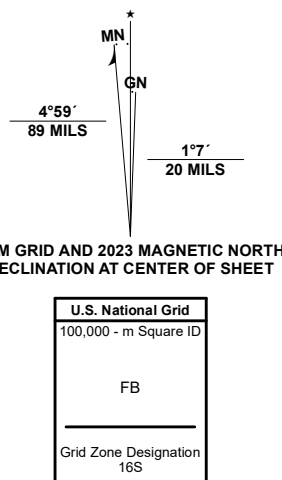 MN
GN
4°59´
89 MILS
1°7´
20 MILS
M GRID AND 2023 MAGNETIC NORTH
ECLINATION AT CENTER OF SHEET
U.S. National Grid
100,000 - m Square ID
FB
Grid Zone Designation
16S